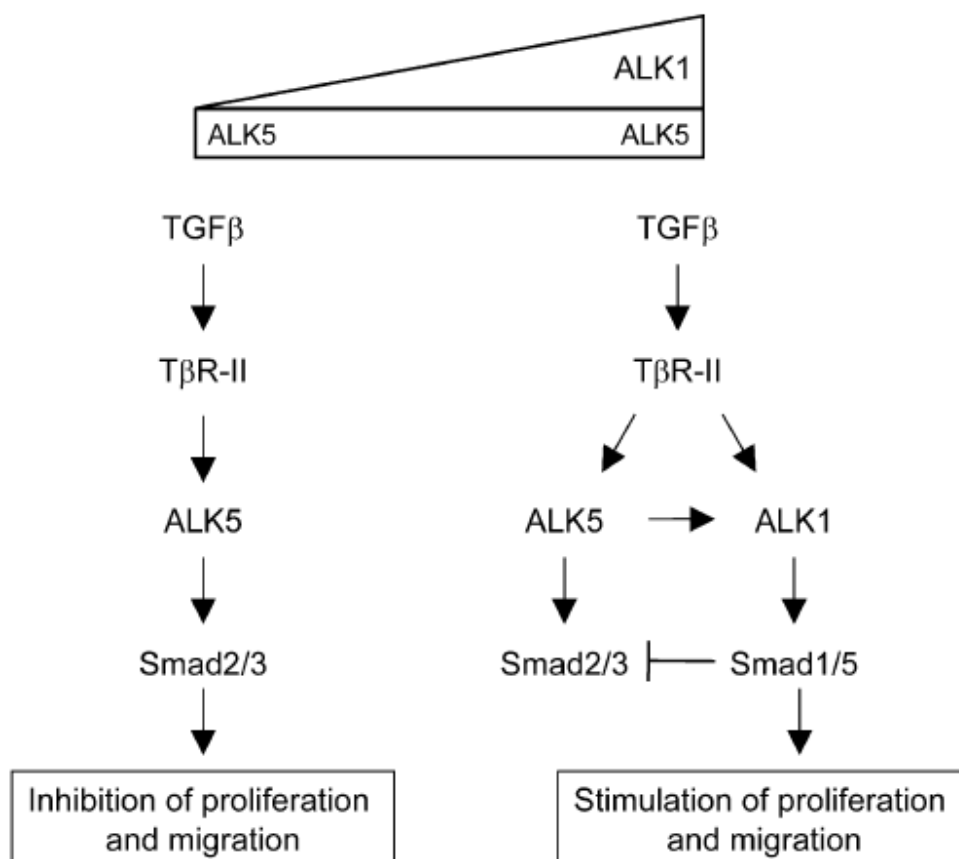 ALK1
ALK5 ALK5
TGFβ TGFβ
TβR-II TβR-II
ALK5 ALK5 ALK1
Smad2/3 Smad2/3 Smad1/5
Inhibition of proliferation
and migration
Stimulation of proliferation
and migration